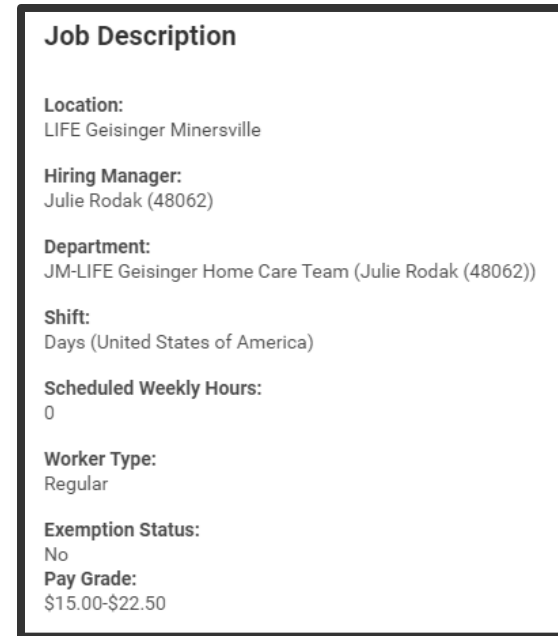 Job Description
Location:
LIFE Geisinger Minersville
Hiring Manager:
Julie Rodak (48062)
Department:
JM-LIFE Geisinger Home Care Team (Julie Rodak (48062))
Shift:
Days (United States of America)
Scheduled Weekly Hours:
0
Worker Type:
Regular
Exemption Status:
No
Pay Grade:
$15.00-$22.50